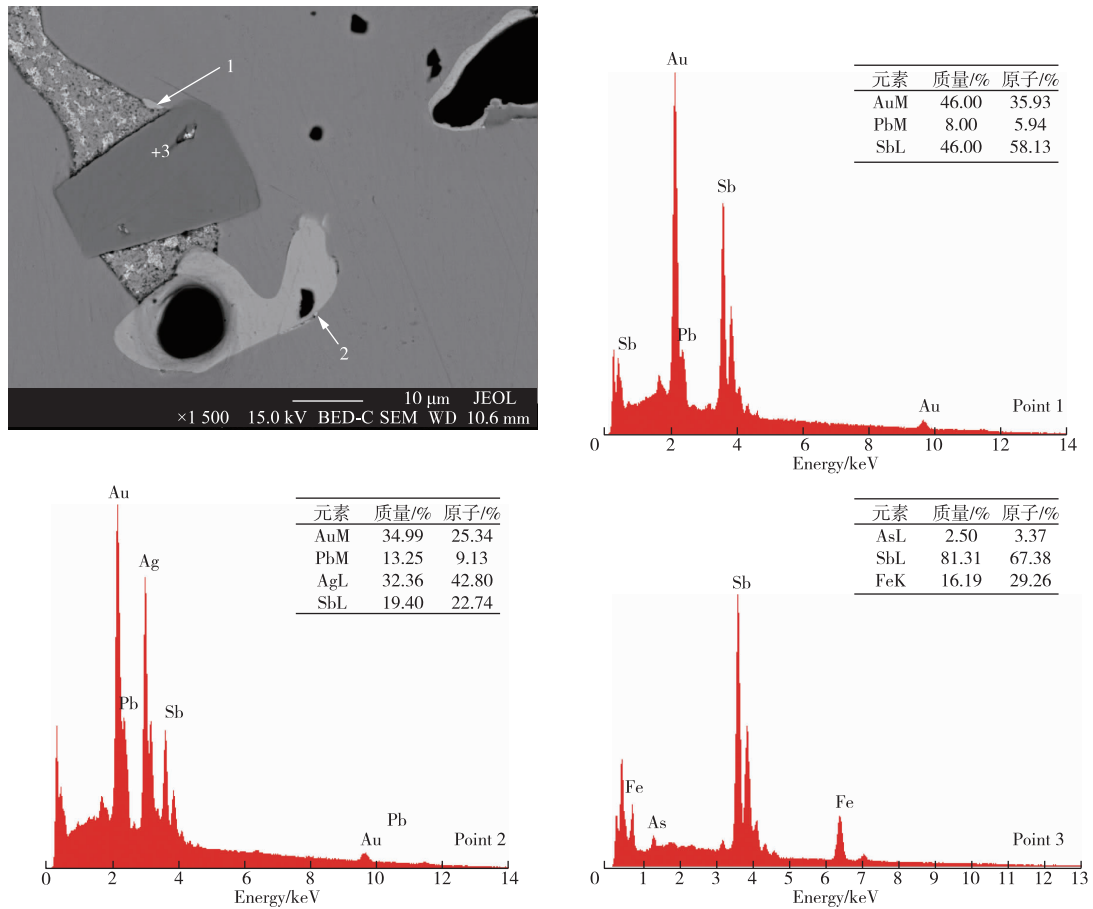 1
+3
2
10 μm JEOL
×1 500 15.0 kV BED-C SEM WD 10.6 mm
Au
元素 质量/% 原子/%
AuM 46.00 35.93
PbM 8.00 5.94
SbL 46.00 58.13
Sb
Sb
Pb
Au
Point 1
0 2 4 6 8 10 12 14
Energy/keV
Au
元素 质量/% 原子/%
AuM 34.99 25.34
PbM 13.25 9.13
AgL 32.36 42.80
SbL 19.40 22.74
Ag
Pb
Sb
Pb
Au
Point 2
0 2 4 6 8 10 12 14
Energy/keV
元素 质量/% 原子/%
AsL 2.50 3.37
SbL 81.31 67.38
FeK 16.19 29.26
Sb
Fe
As
Fe
Point 3
0 1 2 3 4 5 6 7 8 9 10 11 12 13
Energy/keV